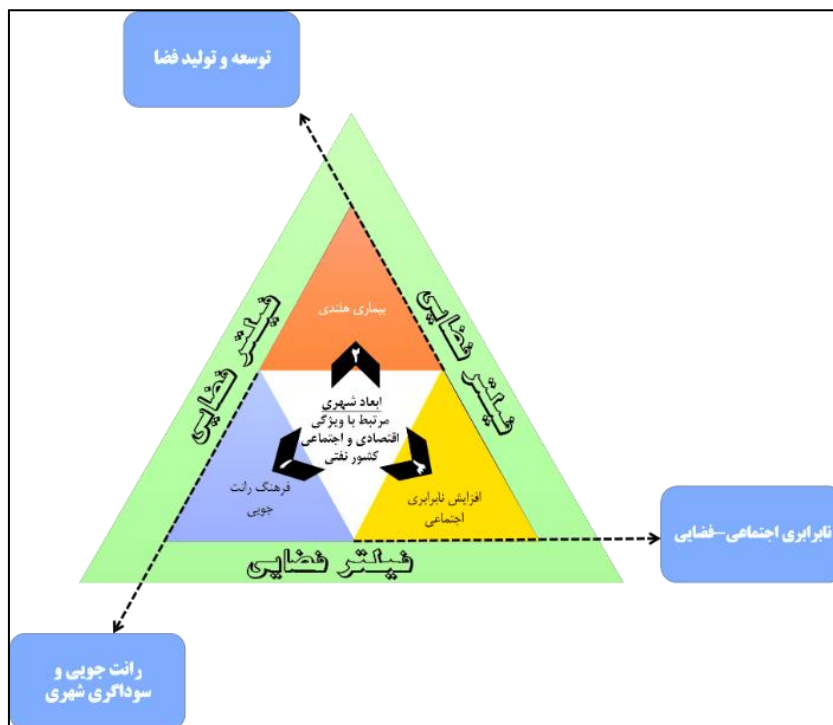 توسعه و تولید فضا
فیلتر فضایی
فیلتر فضایی
بیماری هلندی
۲
ابعاد شهری
مرتبط با ویژگی
اقتصادی و اجتماعی
کشور نفتی
۱
۳
فرهنگ رانت
جویی
افزایش نابرابری
اجتماعی
نابرابری اجتماعی–فضایی
فیلتر فضایی
رانت جویی و
سوداگری شهری